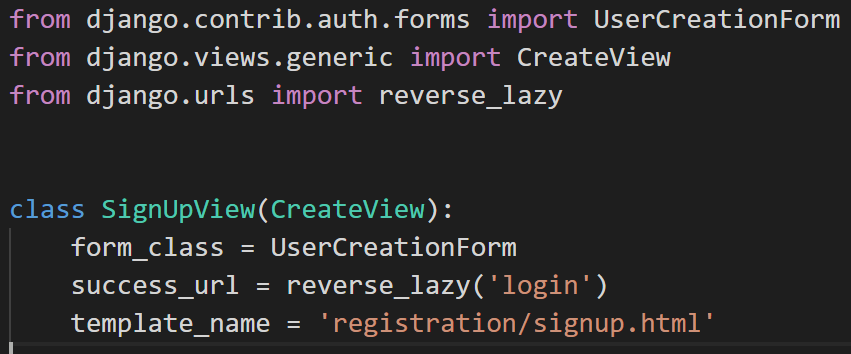 from django.contrib.auth.forms import UserCreationForm
from django.views.generic import CreateView
from django.urls import reverse_lazy
class SignUpView(CreateView):
    form_class = UserCreationForm
    success_url = reverse_lazy('login')
    template_name = 'registration/signup.html'